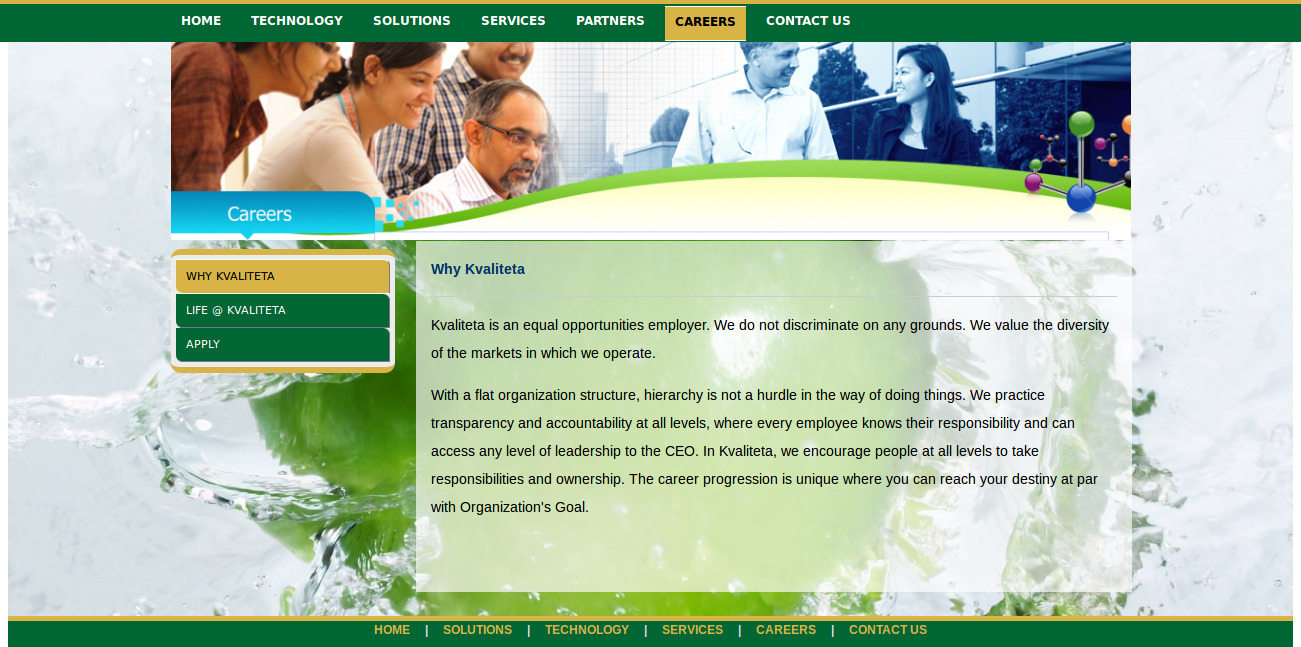 HOME TECHNOLOGY SOLUTIONS SERVICES PARTNERS CAREERS CONTACT US
Careers
WHY KVALITETA
LIFE @ KVALITETA
APPLY
Why Kvaliteta
Kvaliteta is an equal opportunities employer. We do not discriminate on any grounds. We value the diversity
of the markets in which we operate.
With a flat organization structure, hierarchy is not a hurdle in the way of doing things. We practice
transparency and accountability at all levels, where every employee knows their responsibility and can
access any level of leadership to the CEO. In Kvaliteta, we encourage people at all levels to take
responsibilities and ownership. The career progression is unique where you can reach your destiny at par
with Organization's Goal.
HOME | SOLUTIONS | TECHNOLOGY | SERVICES | CAREERS | CONTACT US